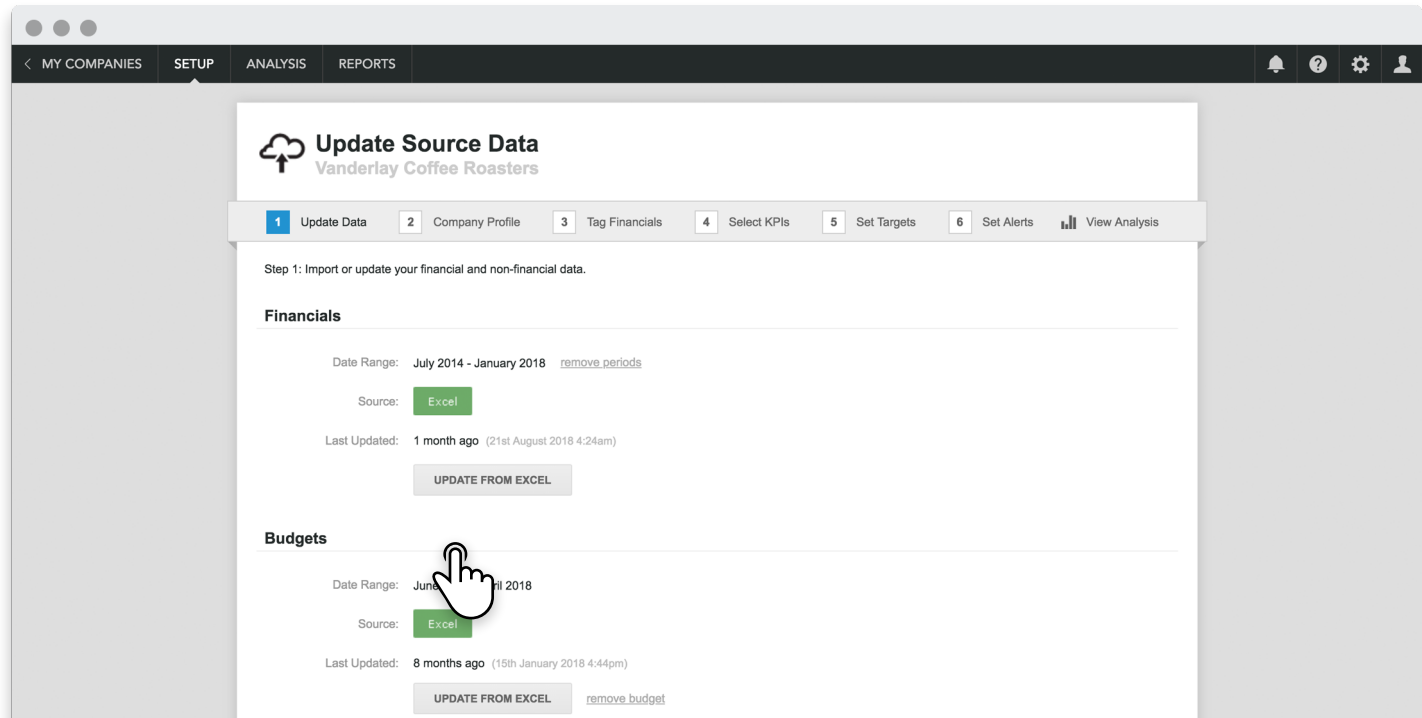 MY COMPANIES SETUP ANALYSIS REPORTS
Update Source Data
Vanderlay Coffee Roasters
1 Update Data 2 Company Profile 3 Tag Financials 4 Select KPIs 5 Set Targets 6 Set Alerts View Analysis
Step 1: Import or update your financial and non-financial data.
Financials
Date Range: July 2014 - January 2018 remove periods
Source: Excel
Last Updated: 1 month ago (21st August 2018 4:24am)
UPDATE FROM EXCEL
Budgets
Date Range: June 2018
Source: Excel
Last Updated: 8 months ago (15th January 2018 4:44pm)
UPDATE FROM EXCEL remove budget